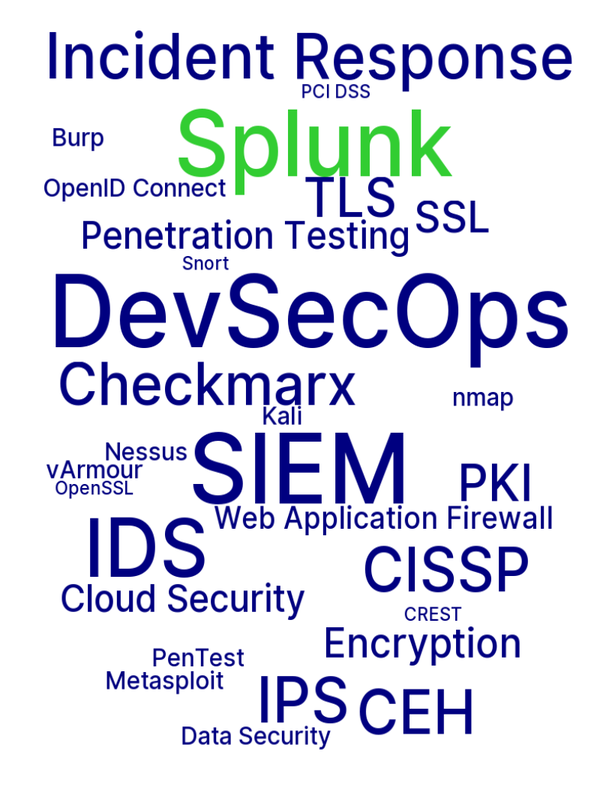 Incident Response
PCI DSS
Splunk
Burp
OpenID Connect
TLS
SSL
Penetration Testing
Snort
DevSecOps
Checkmarx
nmap
Kali
Nessus
SIEM
vArmour
PKI
OpenSSL
Web Application Firewall
IDS
CISSP
Cloud Security
CREST
Encryption
PenTest
Metasploit
IPS
CEH
Data Security